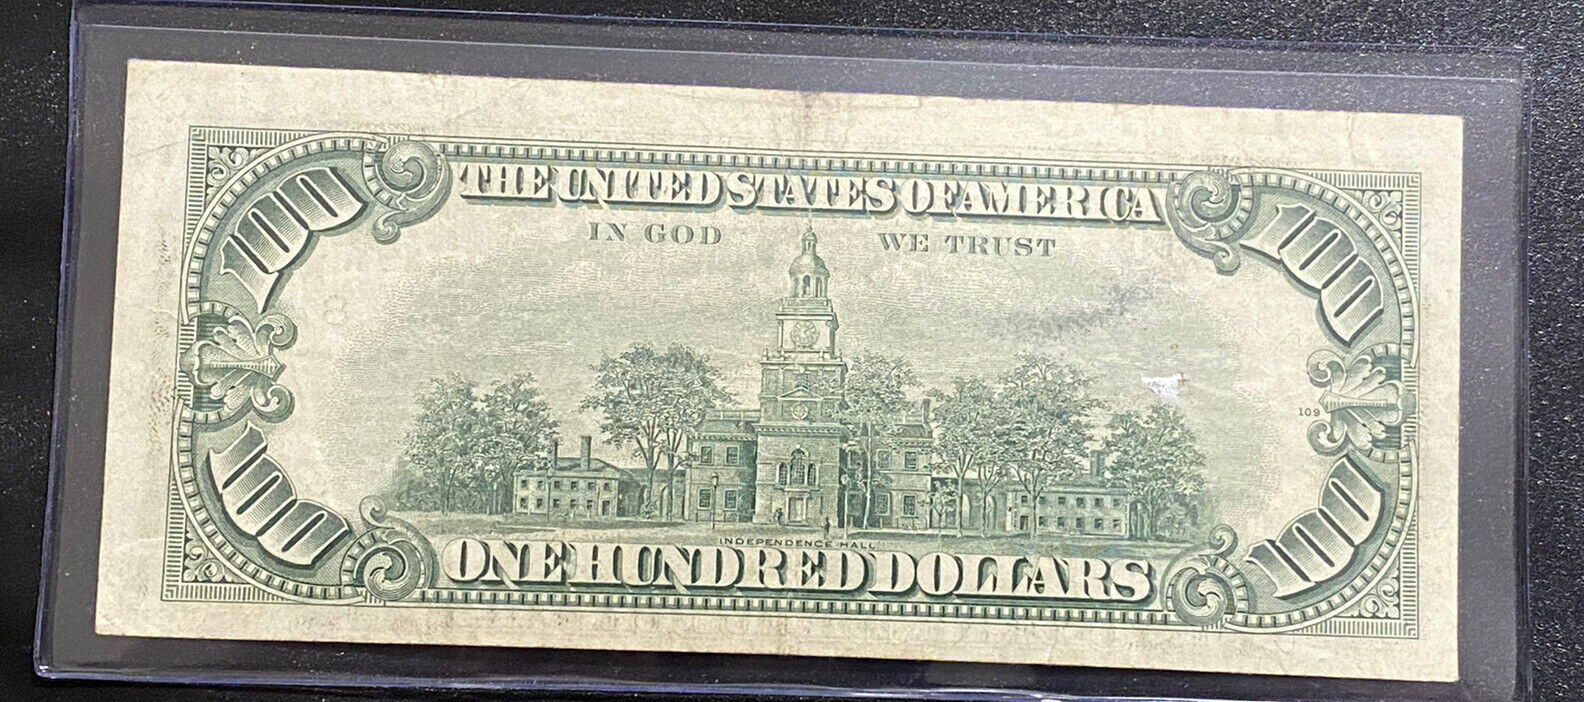 THE UNITED STATES OF AMERICA
100 100
IN GOD WE TRUST
109
INDEPENDENCE HALL
100 ONE HUNDRED DOLLARS 100